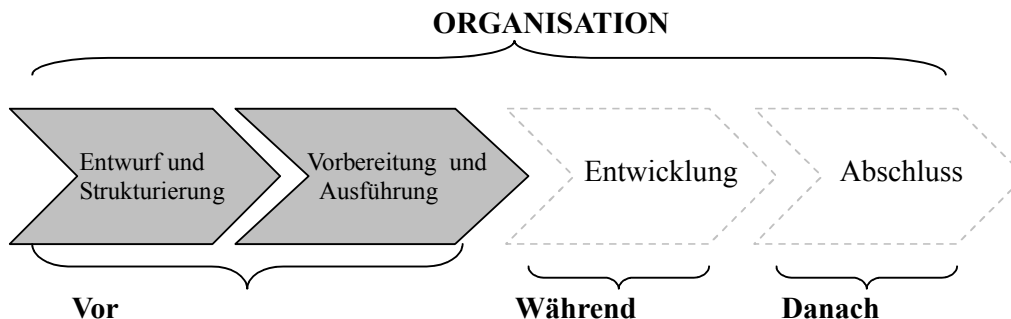 ORGANISATION
Entwurf und
Strukturierung
Vorbereitung und
Ausführung
Entwicklung
Abschluss
Vor
Während
Danach